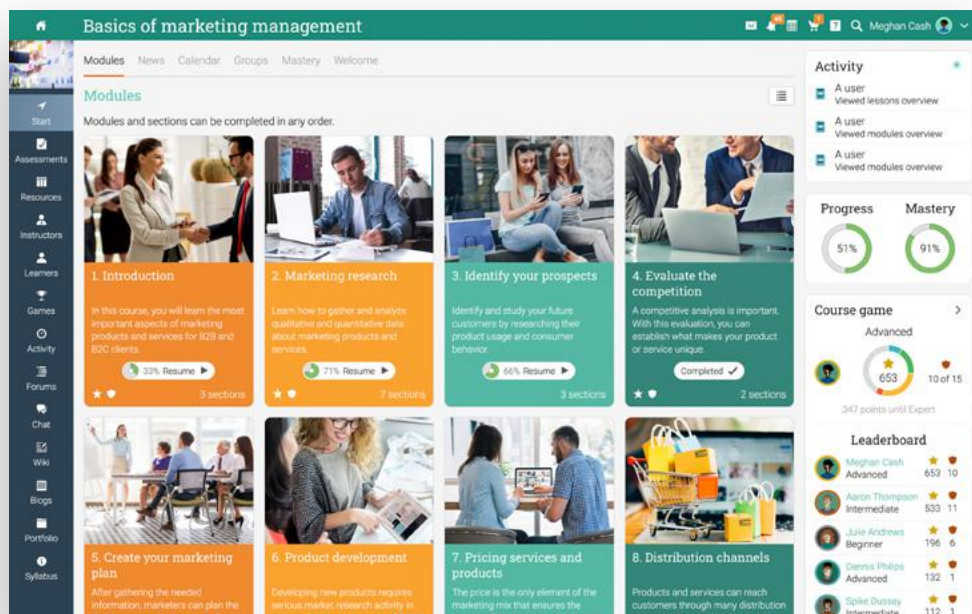 Basics of marketing management
48
1
?
Meghan Cash
Start
Assessments
Resources
Instructors
Learners
Games
Activity
Forums
Chat
Wiki
Blogs
Portfolio
Syllabus
Modules News Calendar Groups Mastery Welcome
Modules
Modules and sections can be completed in any order.
1. Introduction
In this course, you will learn the most
important aspects of marketing
products and services for B2B and
B2C clients.
33% Resume
3 sections
2. Marketing research
Learn how to gather and analyze
qualitative and quantitative data
about marketing products and
services.
71% Resume
7 sections
3. Identify your prospects
Identify and study your future
customers by researching their
product usage and consumer
behavior.
66% Resume
3 sections
4. Evaluate the
competition
A competitive analysis is important.
With this evaluation, you can
establish what makes your product
or service unique.
Completed
2 sections
5. Create your marketing
plan
After gathering the needed
information, marketers can plan the
6. Product development
Developing new products requires
serious market research activity in
7. Pricing services and
products
The price is the only element of the
marketing mix that ensures the
8. Distribution channels
Products and services can reach
customers through many distribution
Activity
A user
Viewed lessons overview
A user
Viewed modules overview
A user
Viewed modules overview
Progress Mastery
51% 91%
Course game
Advanced
653
10 of 15
347 points until Expert
Leaderboard
Meghan Cash
Advanced 653 10
Aaron Thompson
Intermediate 533 11
Julie Andrews
Beginner 196 6
Dennis Philips
Advanced 132 1
Spike Dussey
Intermediate 112 1